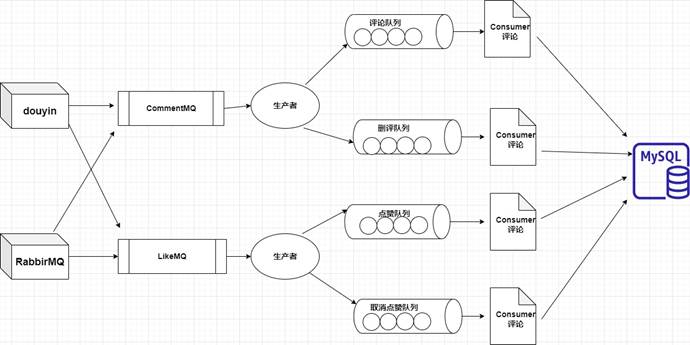 评论队列
Consumer
评论
douyin
CommentMQ
生产者
删评队列
Consumer
评论
MySQL
点赞队列
Consumer
评论
RabbirMQ
LikeMQ
生产者
取消点赞队列
Consumer
评论